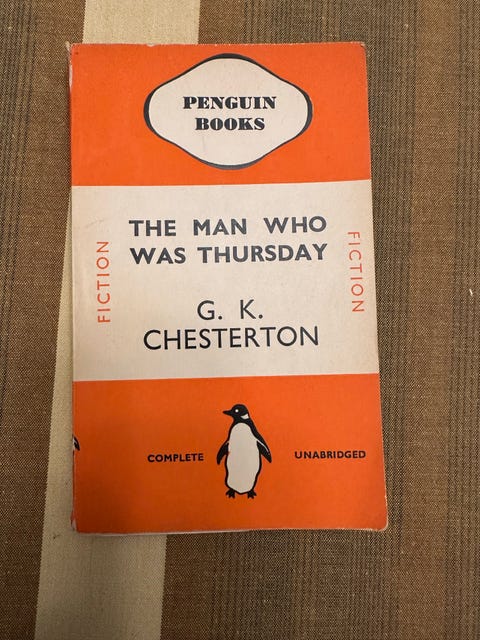 PENGUIN
BOOKS
THE MAN WHO
WAS THURSDAY
FICTION
FICTION
G. K.
CHESTERTON
COMPLETE
UNABRIDGED